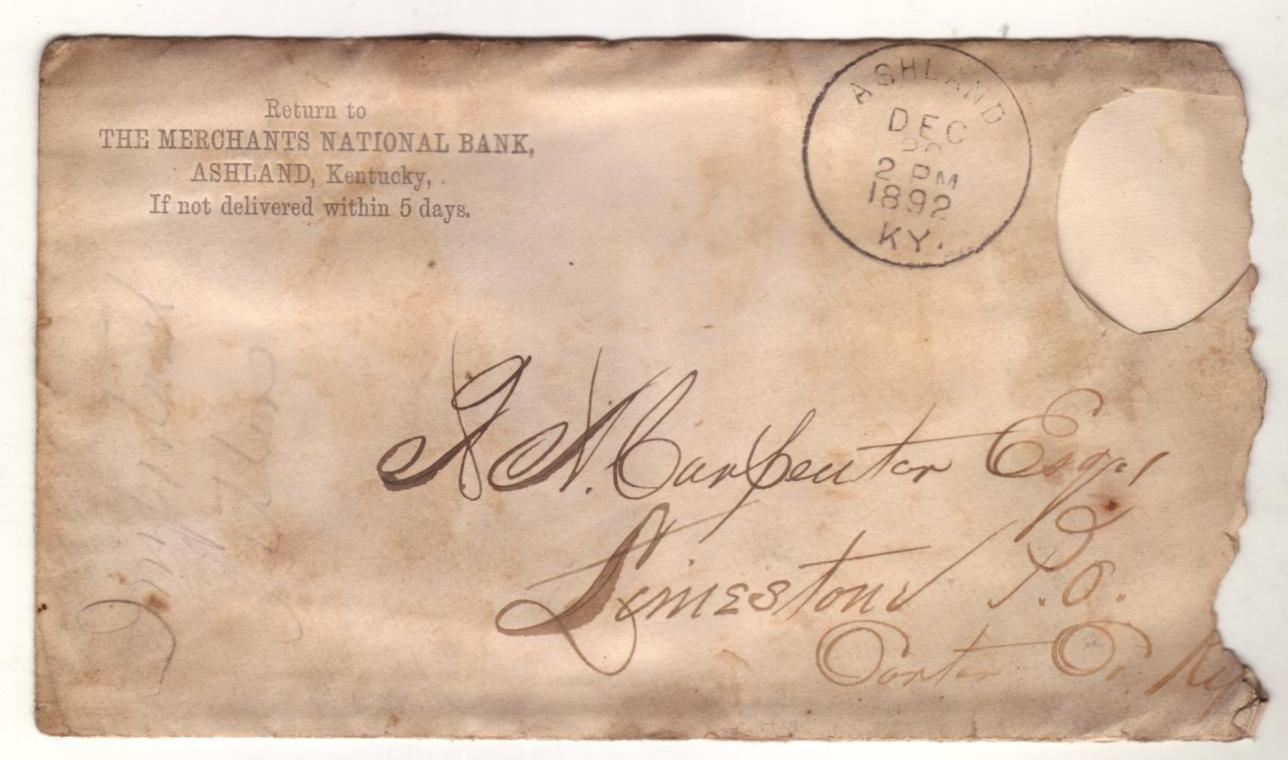 Return to
THE MERCHANTS NATIONAL BANK,
ASHLAND, Kentucky,
If not delivered within 5 days.
ASHLAND
DEC
2 PM
1892
KY.
Carpenter Esqr,
Limestone P.O.
Carter Co. Ky